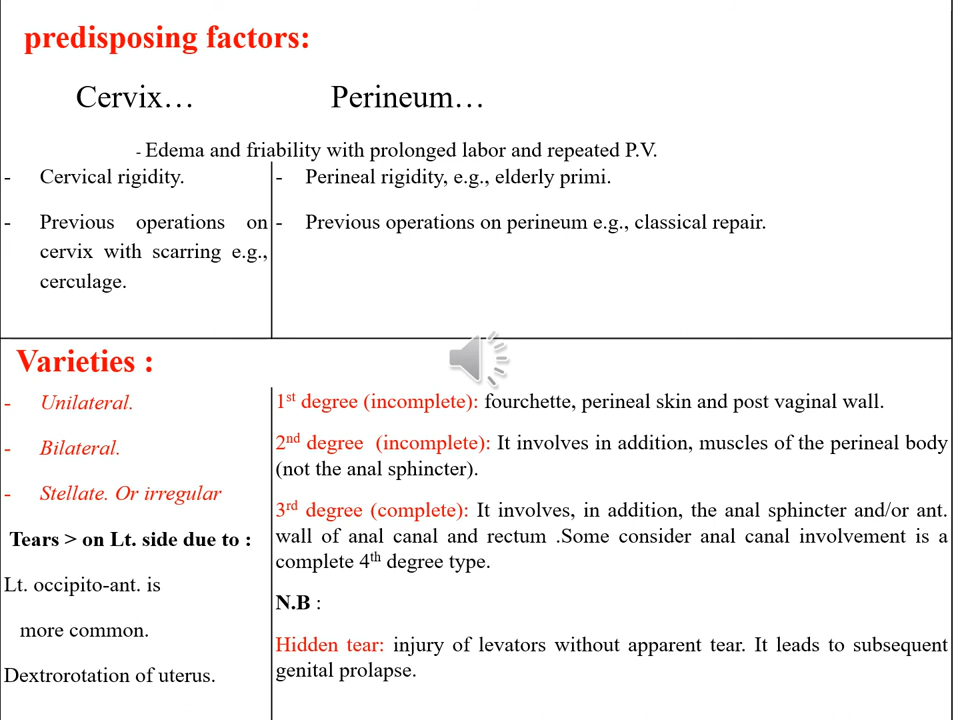 predisposing factors:
Cervix… Perineum…
- Edema and friability with prolonged labor and repeated P.V.
- Cervical rigidity.
- Previous operations on
cervix with scarring e.g.,
cerculage.
- Perineal rigidity, e.g., elderly primi.
- Previous operations on perineum e.g., classical repair.
Varieties :
- Unilateral.
- Bilateral.
- Stellate. Or irregular
Tears > on Lt. side due to :
Lt. occipito-ant. is
more common.
Dextrorotation of uterus.
1st degree (incomplete): fourchette, perineal skin and post vaginal wall.
2nd degree (incomplete): It involves in addition, muscles of the perineal body
(not the anal sphincter).
3rd degree (complete): It involves, in addition, the anal sphincter and/or ant.
wall of anal canal and rectum .Some consider anal canal involvement is a
complete 4th degree type.
N.B :
Hidden tear: injury of levators without apparent tear. It leads to subsequent
genital prolapse.